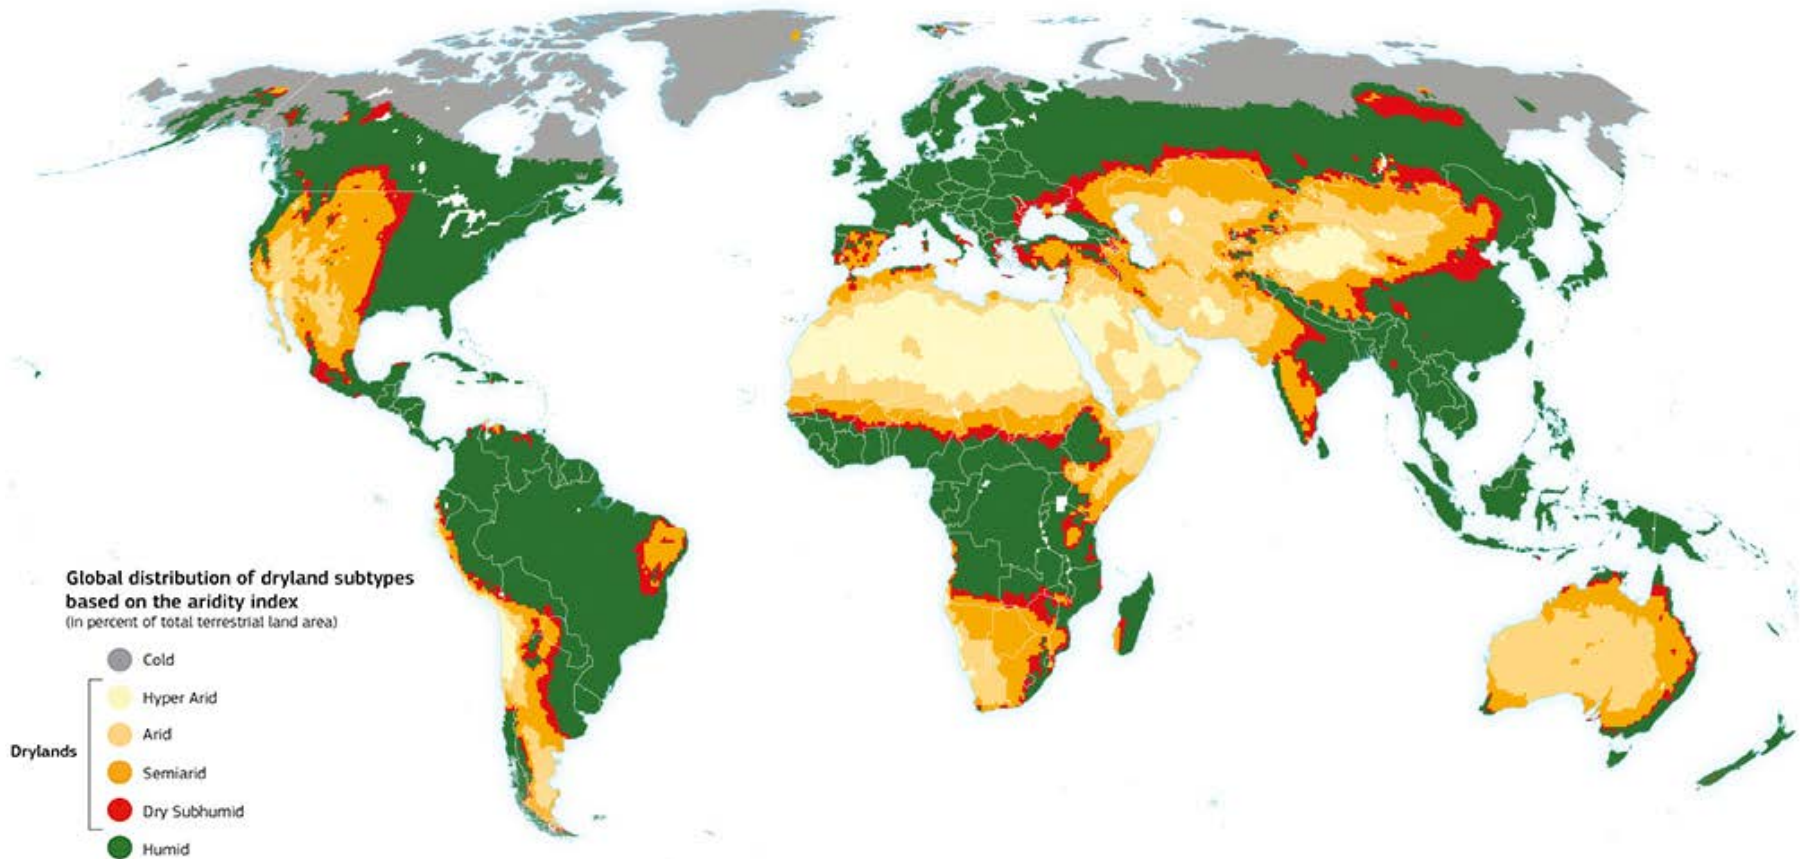 Global distribution of dryland subtypes
based on the aridity index
(in percent of total terrestrial land area)
Cold
Hyper Arid
Arid
Drylands
Semiarid
Dry Subhumid
Humid